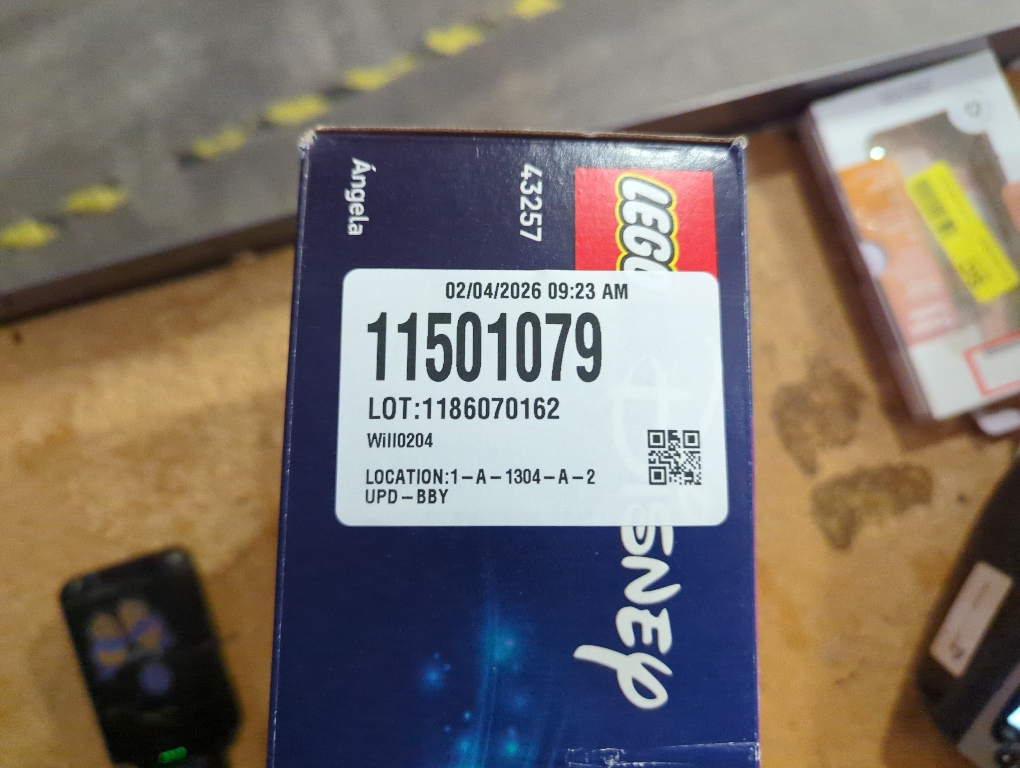 Ángela
43257
LEGO
02/04/2026 09:23 AM
11501079
LOT:1186070162
Will0204
LOCATION:1-A-1304-A-2
UPD-BBY